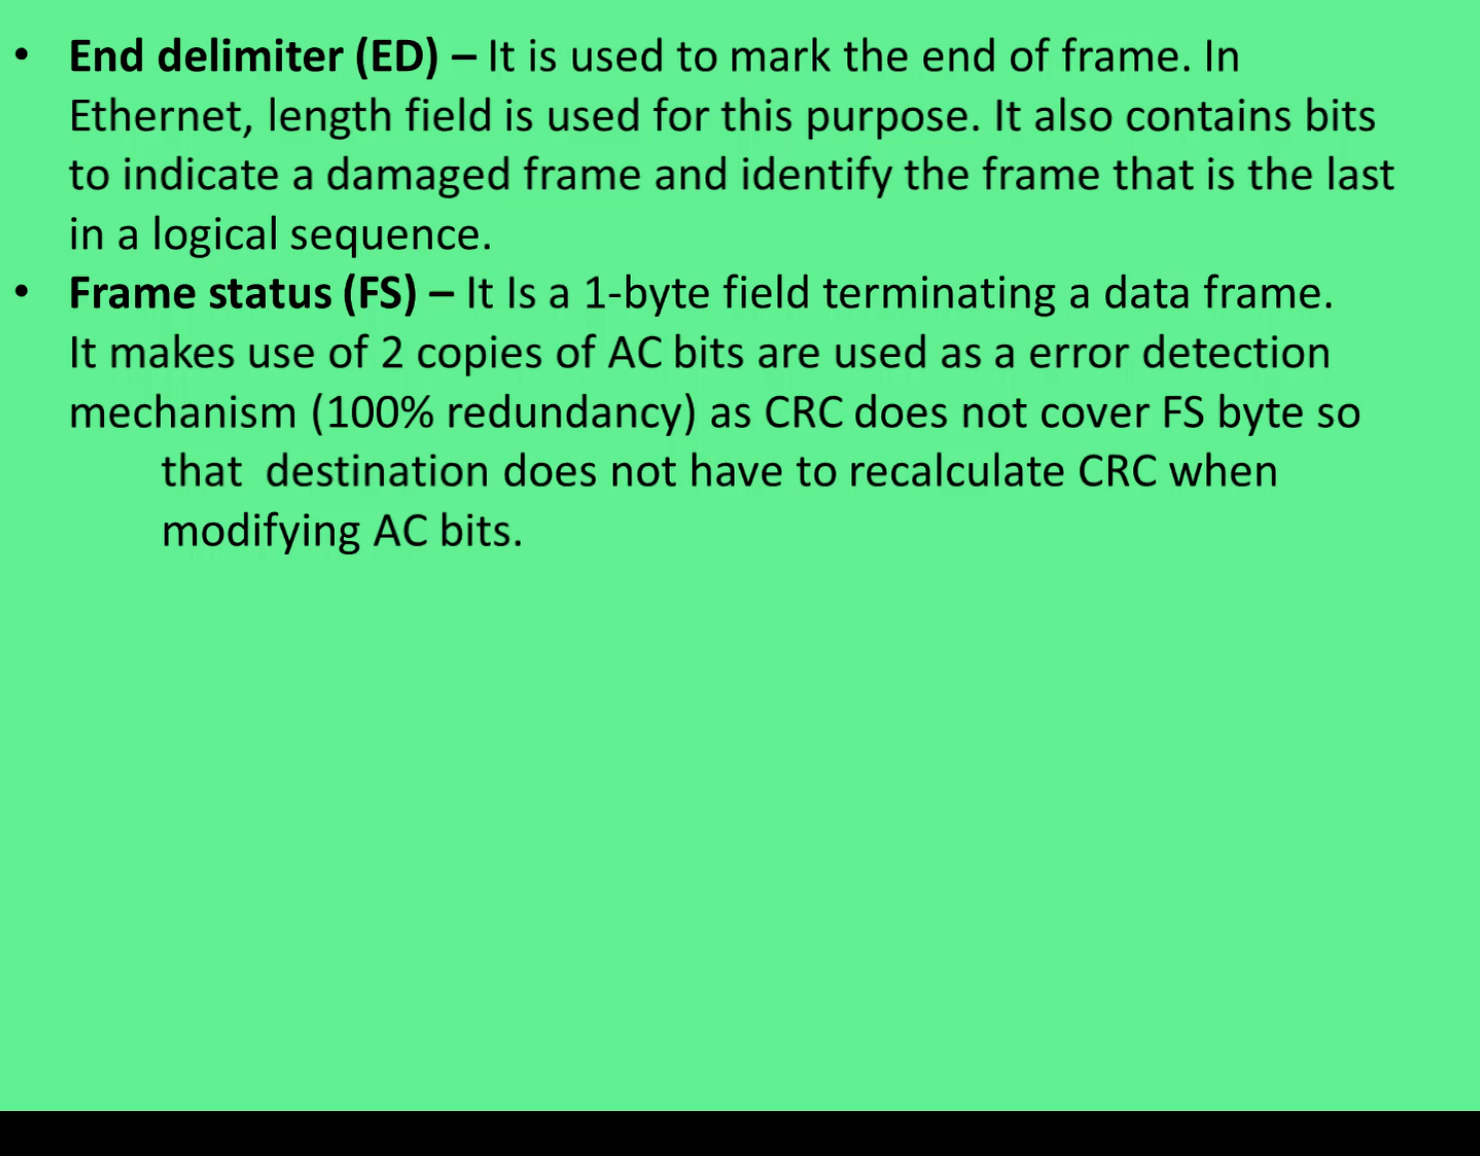 • End delimiter (ED) – It is used to mark the end of frame. In
Ethernet, length field is used for this purpose. It also contains bits
to indicate a damaged frame and identify the frame that is the last
in a logical sequence.
• Frame status (FS) – It Is a 1-byte field terminating a data frame.
It makes use of 2 copies of AC bits are used as a error detection
mechanism (100% redundancy) as CRC does not cover FS byte so
that destination does not have to recalculate CRC when
modifying AC bits.